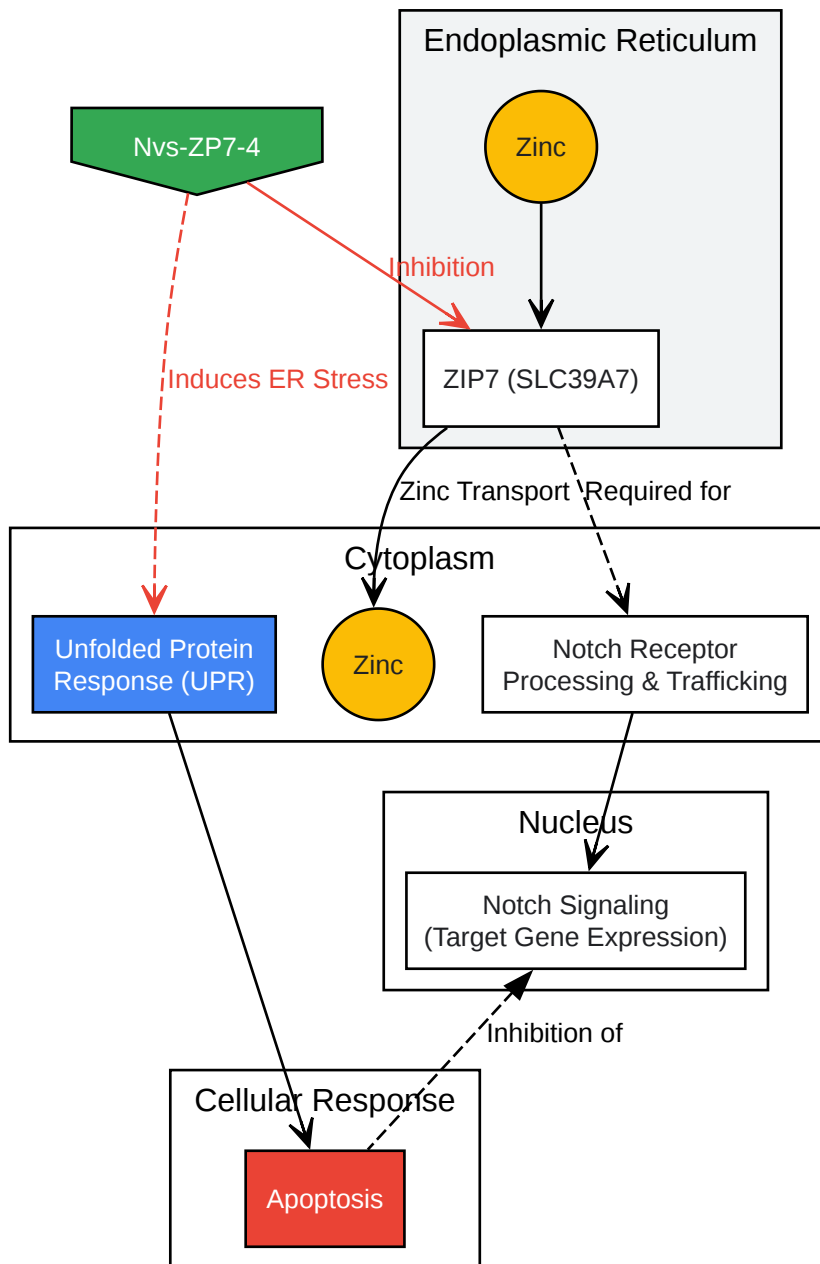 Endoplasmic Reticulum
Nvs-ZP7-4
Zinc
Inhibition
ZIP7 (SLC39A7)
Induces ER Stress
Zinc Transport
Required for
Cytoplasm
Unfolded Protein
Response (UPR)
Zinc
Notch Receptor
Processing & Trafficking
Nucleus
Notch Signaling
(Target Gene Expression)
Inhibition of
Cellular Response
Apoptosis